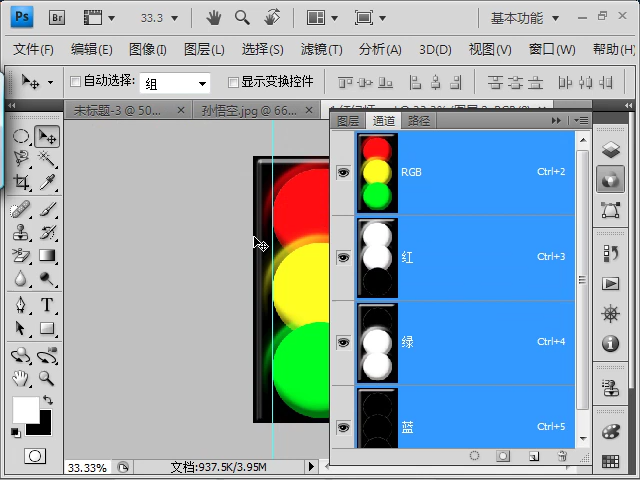 Ps Br 33.3 基本功能
文件(F) 编辑(E) 图像(I) 图层(L) 选择(S) 滤镜(T) 分析(A) 3D(D) 视图(V) 窗口(W) 帮助(H)
自动选择: 组 显示变换控件
未标题-3 @ 50... × 孙悟空.jpg @ 66... ×
图层 通道 路径
RGB Ctrl+2
红 Ctrl+3
绿 Ctrl+4
蓝 Ctrl+5
33.33% 文档:937.5K/3.95M